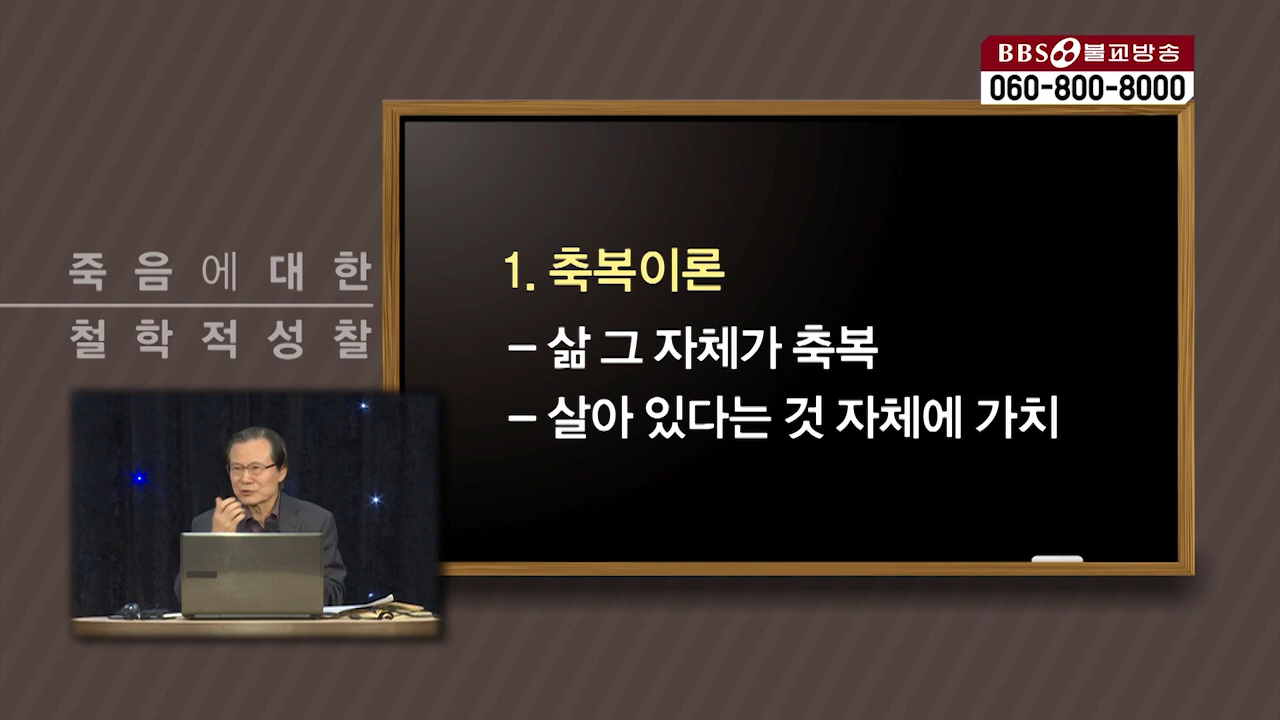 BBS 불교방송
060-800-8000
죽음에 대한
철학적 성찰
1. 축복이론
- 삶 그 자체가 축복
- 살아 있다는 것 자체에 가치